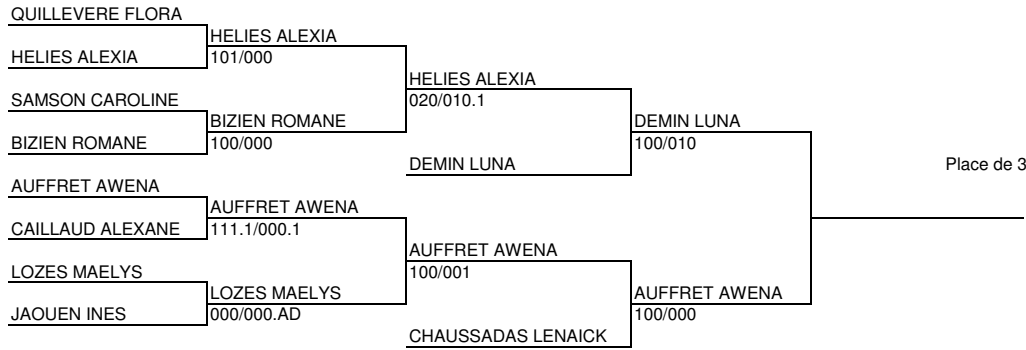 QUILLEVERE FLORA
HELIES ALEXIA
HELIES ALEXIA
101/000
HELIES ALEXIA
SAMSON CAROLINE
020/010.1
BIZIEN ROMANE
DEMIN LUNA
BIZIEN ROMANE
100/000
100/010
DEMIN LUNA
Place de 3
AUFFRET AWENA
AUFFRET AWENA
CAILLAUD ALEXANE
111.1/000.1
AUFFRET AWENA
LOZES MAELYS
100/001
LOZES MAELYS
AUFFRET AWENA
JAOUEN INES
000/000.AD
100/000
CHAUSSADAS LENAICK